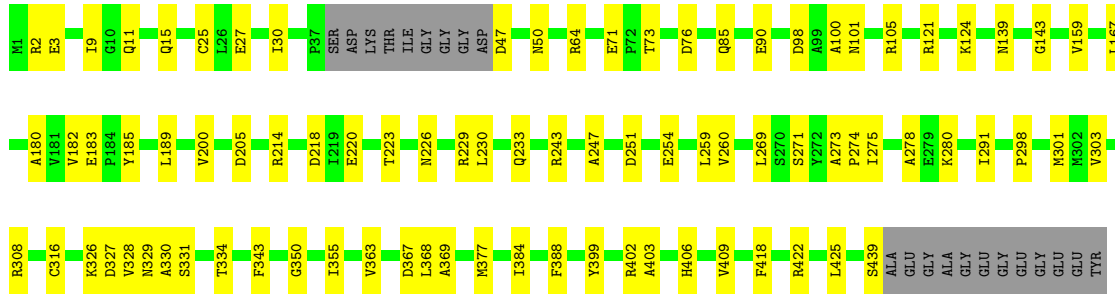 M1 R2 E3 I9 G10 Q11 Q15 C25 L26 E27 I30 P37 SER ASP LYS THR ILE GLY GLY GLY ASP D47 N50 R64 E71 P72 T73 D76 Q85 E90 D98 A99 A100 N101 R105 R121 K124 N139 G143 V159 L167
A180 V181 V182 E183 P184 Y185 L189 V200 D205 R214 D218 I219 E220 T223 N226 R229 L230 Q233 R243 A247 D251 E254 L259 V260 L269 S270 S271 Y272 A273 P274 I275 A278 E279 K280 I291 P298 M301 M302 V303
R308 C316 K326 D327 V328 N329 A330 S331 T334 F343 G350 I355 V363 D367 L368 A369 M377 I384 F388 Y399 R402 A403 H406 V409 F418 R422 L425 S439 ALA GLU GLY ALA GLY GLU GLY GLU GLY GLU GLU TYR